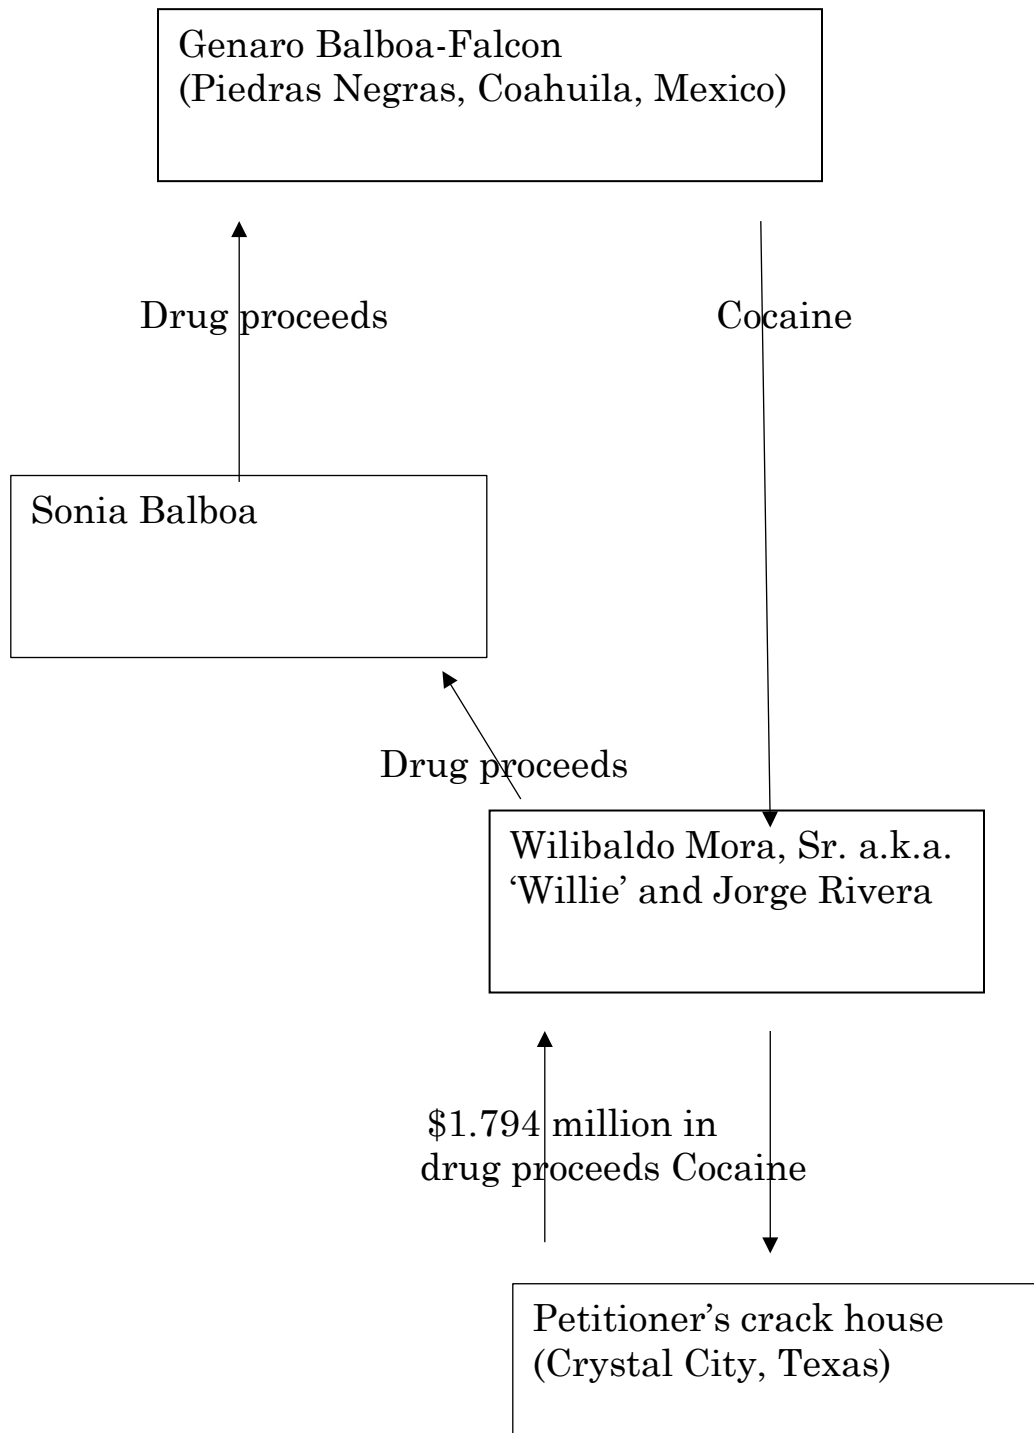 Genaro Balboa-Falcon
(Piedras Negras, Coahuila, Mexico)
Drug proceeds
Cocaine
Sonia Balboa
Drug proceeds
Wilibaldo Mora, Sr. a.k.a.
‘Willie’ and Jorge Rivera
$1.794 million in
drug proceeds Cocaine
Petitioner’s crack house
(Crystal City, Texas)